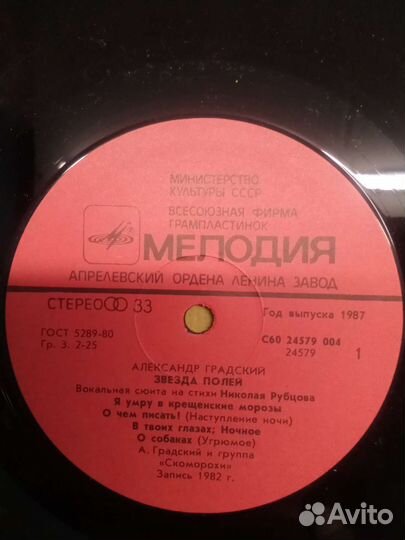 МИНИСТЕРСТВО
КУЛЬТУРЫ СССР
ВСЕСОЮЗНАЯ ФИРМА
ГРАМПЛАСТИНОК
МЕЛОДИЯ
АПРЕЛЕВСКИЙ ОРДЕНА ЛЕНИНА ЗАВОД
СТЕРЕО 33
Год выпуска 1987
ГОСТ 5289-80
Гр. 3. 2-25
С60 24579 004
24579
1
АЛЕКСАНДР ГРАДСКИЙ
ЗВЕЗДА ПОЛЕЙ
Вокальная сюита на стихи Николая Рубцова
Я умру в крещенские морозы
О чем писать! (Наступление ночи)
В твоих глазах; Ночное
О собаках (Угрюмое)
А. Градский и группа
«Скоморохи»
Запись 1982 г.
Avito